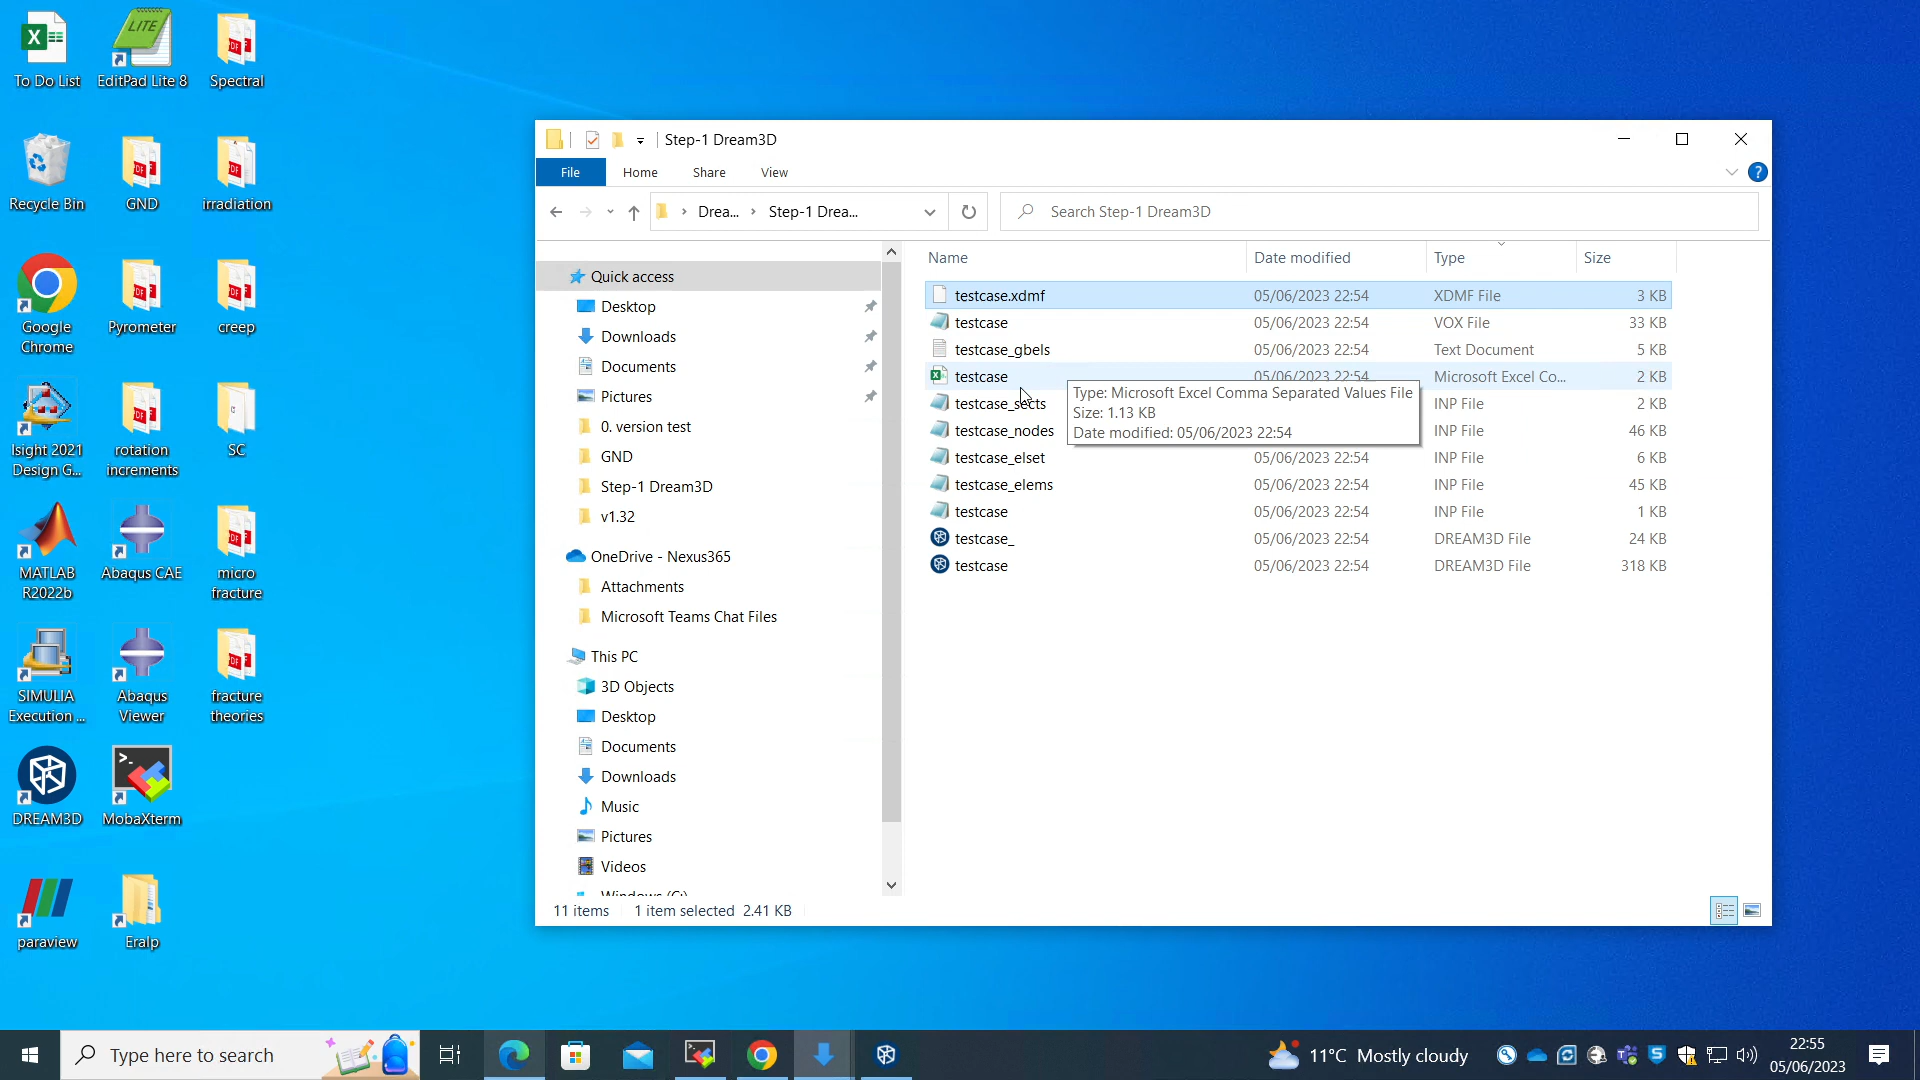 To Do List
EditPad Lite 8
LITE
Spectral
Recycle Bin
GND
irradiation
Google
Chrome
Pyrometer
creep
Isight 2021
Design G...
rotation
increments
SC
MATLAB
R2022b
Abaqus CAE
micro
fracture
SIMULIA
Execution ...
Abaqus
Viewer
fracture
theories
DREAM3D
MobaXterm
paraview
Eralp
Step-1 Dream3D
File
Home
Share
View
Drea...
Step-1 Drea...
Search Step-1 Dream3D
Quick access
Desktop
Downloads
Documents
Pictures
0. version test
GND
Step-1 Dream3D
v1.32
OneDrive - Nexus365
Attachments
Microsoft Teams Chat Files
This PC
3D Objects
Desktop
Documents
Downloads
Music
Pictures
Videos
Windows (C:)
Name Date modified Type Size
testcase.xdmf 05/06/2023 22:54 XDMF File 3 KB
testcase 05/06/2023 22:54 VOX File 33 KB
testcase_gbels 05/06/2023 22:54 Text Document 5 KB
testcase 05/06/2023 22:54 Microsoft Excel Co... 2 KB
testcase_sects INP File 2 KB
testcase_nodes INP File 46 KB
testcase_elset 05/06/2023 22:54 INP File 6 KB
testcase_elems 05/06/2023 22:54 INP File 45 KB
testcase 05/06/2023 22:54 INP File 1 KB
testcase_ 05/06/2023 22:54 DREAM3D File 24 KB
testcase 05/06/2023 22:54 DREAM3D File 318 KB
Type: Microsoft Excel Comma Separated Values File
Size: 1.13 KB
Date modified: 05/06/2023 22:54
11 items 1 item selected 2.41 KB
Type here to search
11°C Mostly cloudy
22:55
05/06/2023